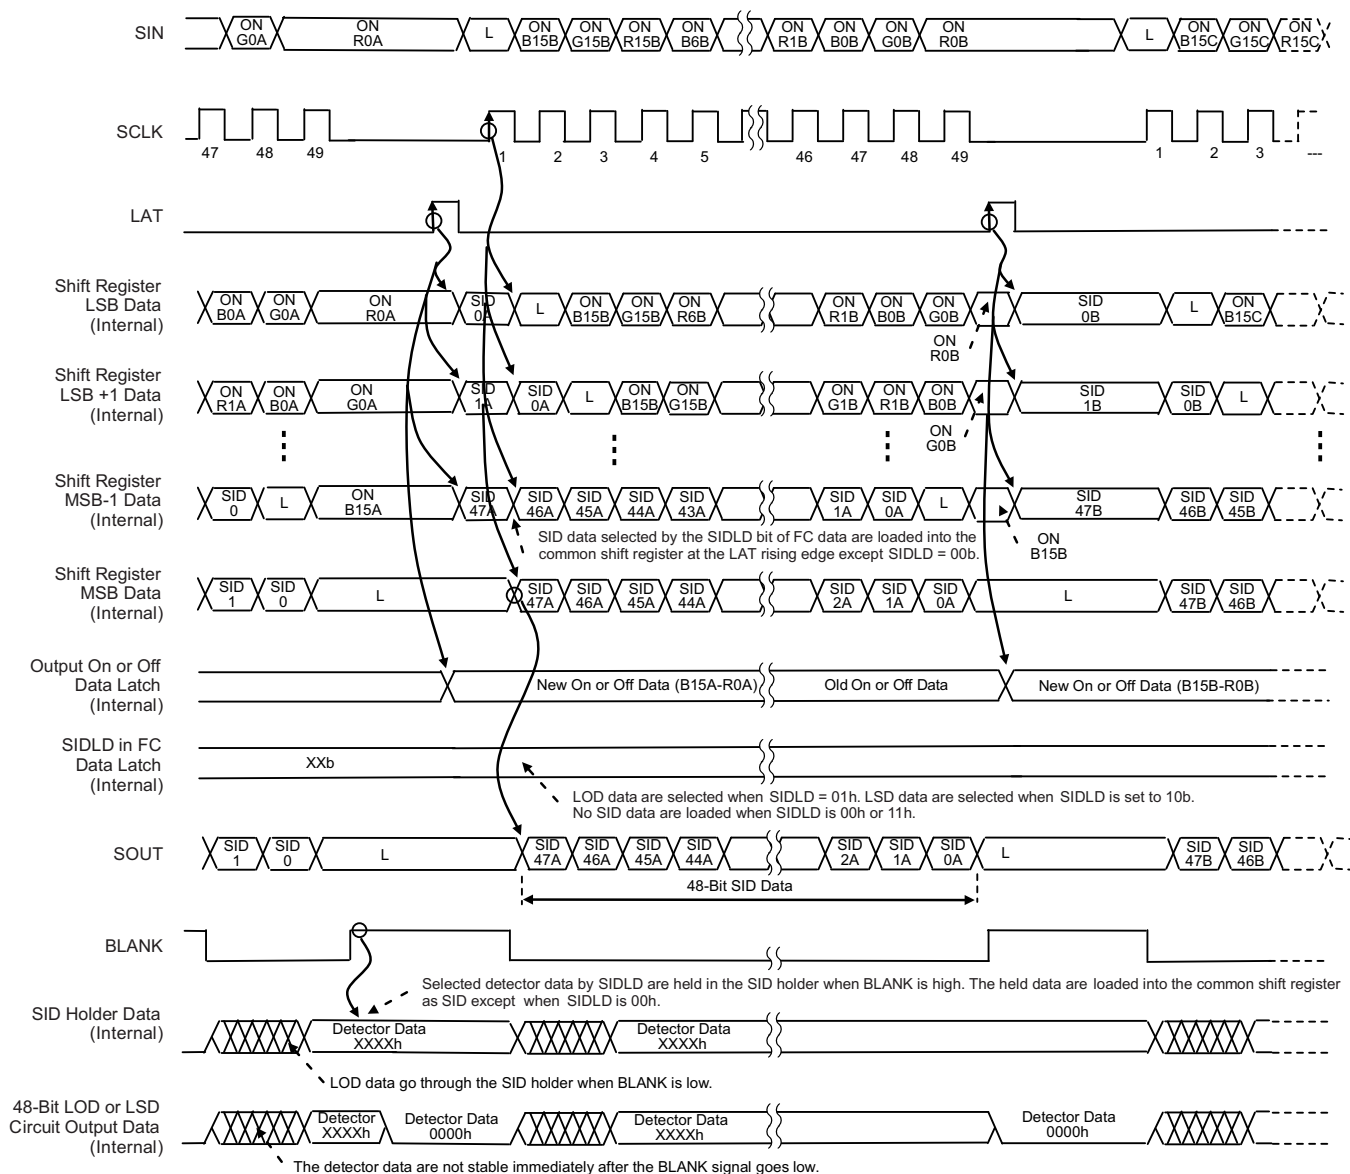 SIN
ON G0A
ON R0A
L
ON B15B
ON G15B
ON R15B
ON B6B
ON R1B
ON B0B
ON G0B
ON R0B
L
ON B15C
ON G15C
ON R15C
SCLK
47
48
49
1
2
3
4
5
46
47
48
49
1
2
3
---
LAT
Shift Register
LSB Data
(Internal)
ON B0A
ON G0A
ON R0A
SID 0A
L
ON B15B
ON G15B
ON R6B
ON R1B
ON B0B
ON G0B
ON R0B
SID 0B
L
ON B15C
Shift Register
LSB +1 Data
(Internal)
ON R1A
ON B0A
ON G0A
SID 1A
SID 0A
L
ON B15B
ON G15B
ON G1B
ON R1B
ON B0B
ON G0B
SID 1B
SID 0B
L
Shift Register
MSB-1 Data
(Internal)
SID 0
L
ON B15A
SID 47A
SID 46A
SID 45A
SID 44A
SID 43A
SID 1A
SID 0A
L
ON B15B
SID 47B
SID 46B
SID 45B
SID data selected by the SIDLD bit of FC data are loaded into the
common shift register at the LAT rising edge except SIDLD = 00b.
Shift Register
MSB Data
(Internal)
SID 1
SID 0
L
SID 47A
SID 46A
SID 45A
SID 44A
SID 2A
SID 1A
SID 0A
L
SID 47B
SID 46B
Output On or Off
Data Latch
(Internal)
New On or Off Data (B15A-R0A)
Old On or Off Data
New On or Off Data (B15B-R0B)
SIDLD in FC
Data Latch
(Internal)
XXb
LOD data are selected when SIDLD = 01h. LSD data are selected when SIDLD is set to 10b.
No SID data are loaded when SIDLD is 00h or 11h.
SOUT
SID 1
SID 0
L
SID 47A
SID 46A
SID 45A
SID 44A
SID 2A
SID 1A
SID 0A
L
SID 47B
SID 46B
48-Bit SID Data
BLANK
Selected detector data by SIDLD are held in the SID holder when BLANK is high. The held data are loaded into the common shift register
as SID except when SIDLD is 00h.
SID Holder Data
(Internal)
Detector Data
XXXXh
Detector Data
XXXXh
LOD data go through the SID holder when BLANK is low.
48-Bit LOD or LSD
Circuit Output Data
(Internal)
Detector
XXXXh
Detector Data
0000h
Detector Data
XXXXh
Detector Data
0000h
The detector data are not stable immediately after the BLANK signal goes low.